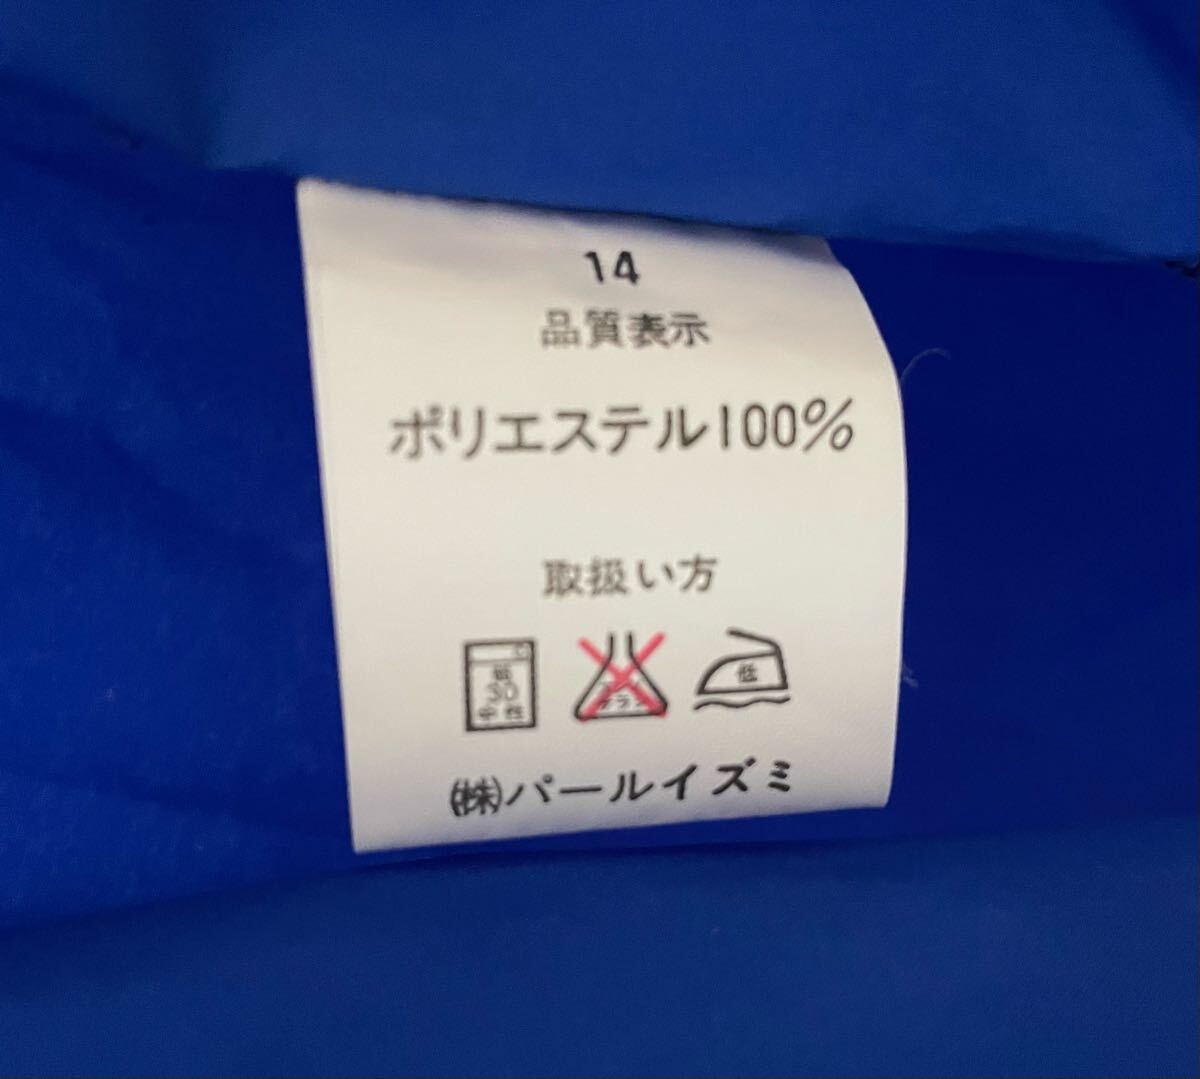 14
品質表示
ポリエステル100%
取扱い方
弱
30
中性
低
㈱パールイズミ